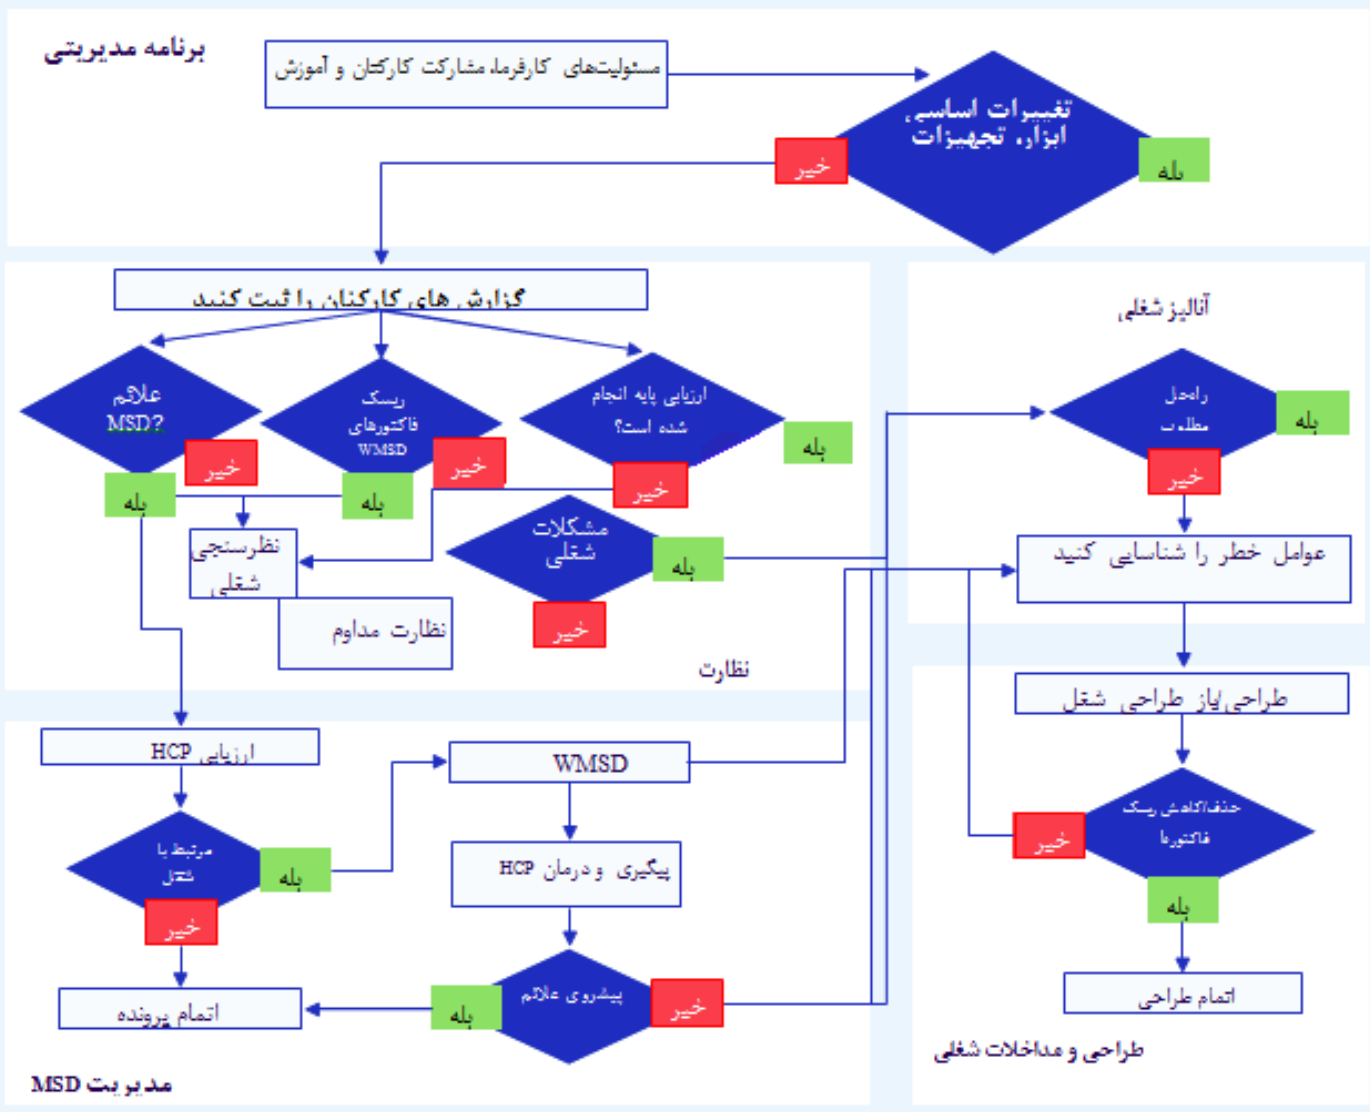 برنامه مدیریتی
مسئولیت‌های کارفرما،مشارکت کارکنان و آموزش
تغییرات اساسی
ابزار، تجهیزات
خیر
بله
گزارش های کارکنان را ثبت کنید
علائم
MSD?
خیر
بله
ریسک
فاکتورهای
WMSD
خیر
بله
ارزیابی پایه انجام
شده است؟
بله
خیر
نظرسنجی
شغلی
نظارت مداوم
مشکلات
شغلی
بله
خیر
نظارت
آنالیز شغلی
راه‌حل
مطلوب
بله
خیر
عوامل خطر را شناسایی کنید
طراحی/باز طراحی شغل
حذف/کاهش ریسک
فاکتورها
خیر
بله
اتمام طراحی
طراحی و مداخلات شغلی
ارزیابی HCP
مرتبط با
شغل
بله
خیر
اتمام پرونده
WMSD
پیگیری و درمان HCP
پیشروی علائم
بله
خیر
مدیریت MSD